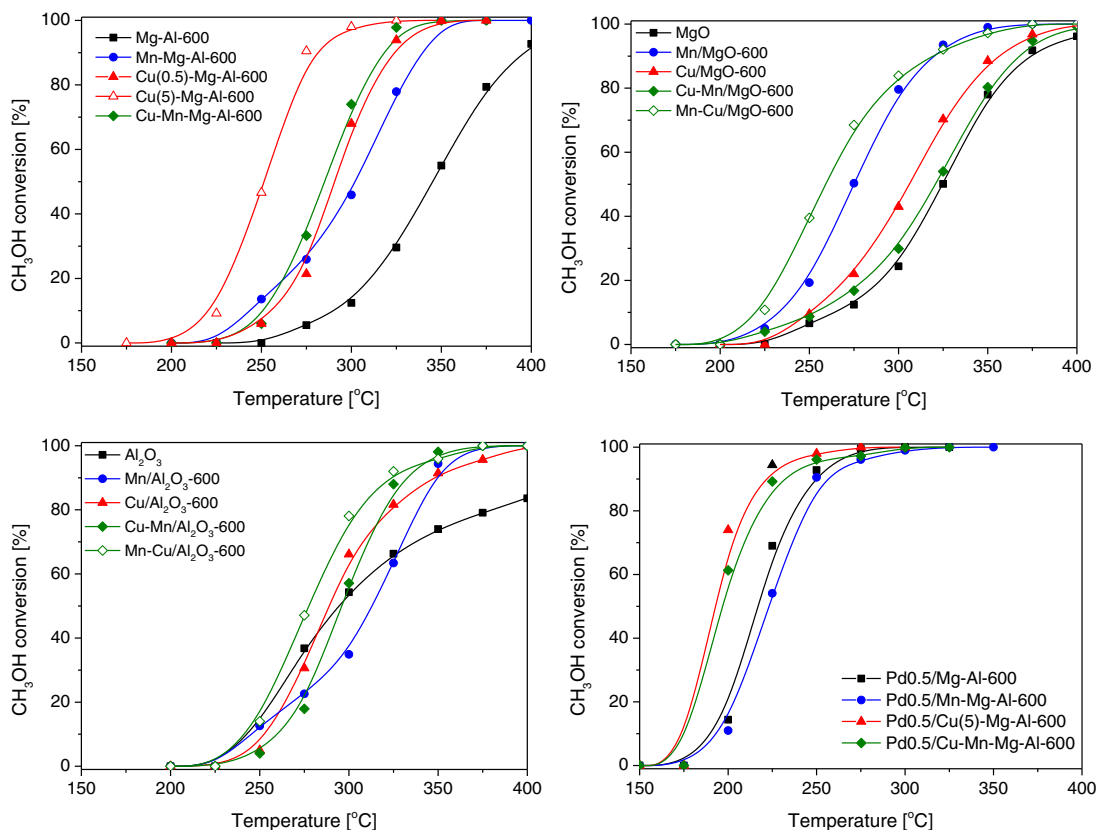 100
80
60
40
20
0
CH3OH conversion [%]
Mg-Al-600
Mn-Mg-Al-600
Cu(0.5)-Mg-Al-600
Cu(5)-Mg-Al-600
Cu-Mn-Mg-Al-600
150 200 250 300 350 400
Temperature [°C]
100
80
60
40
20
0
CH3OH conversion [%]
MgO
Mn/MgO-600
Cu/MgO-600
Cu-Mn/MgO-600
Mn-Cu/MgO-600
150 200 250 300 350 400
Temperature [°C]
100
80
60
40
20
0
CH3OH conversion [%]
Al2O3
Mn/Al2O3-600
Cu/Al2O3-600
Cu-Mn/Al2O3-600
Mn-Cu/Al2O3-600
150 200 250 300 350 400
Temperature [°C]
100
80
60
40
20
0
CH3OH conversion [%]
Pd0.5/Mg-Al-600
Pd0.5/Mn-Mg-Al-600
Pd0.5/Cu(5)-Mg-Al-600
Pd0.5/Cu-Mn-Mg-Al-600
150 200 250 300 350 400
Temperature [°C]